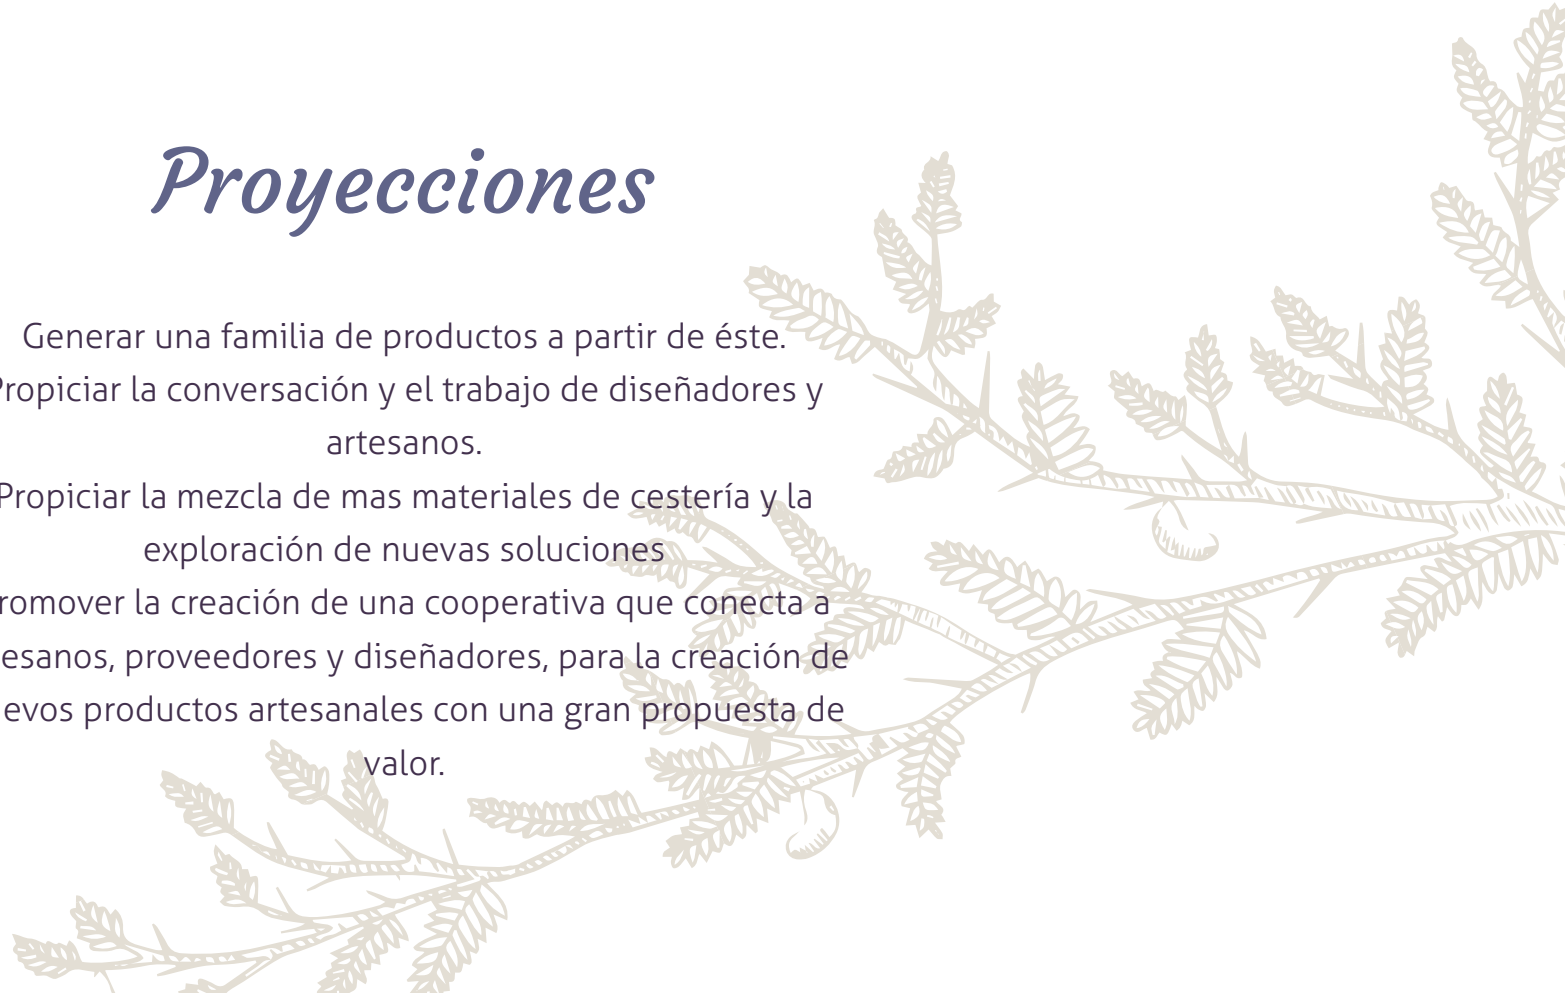 Proyecciones
Generar una familia de productos a partir de éste.
Propiciar la conversación y el trabajo de diseñadores y
artesanos.
Propiciar la mezcla de mas materiales de cestería y la
exploración de nuevas soluciones
romover la creación de una cooperativa que conecta a
esanos, proveedores y diseñadores, para la creación de
evos productos artesanales con una gran propuesta de
valor.